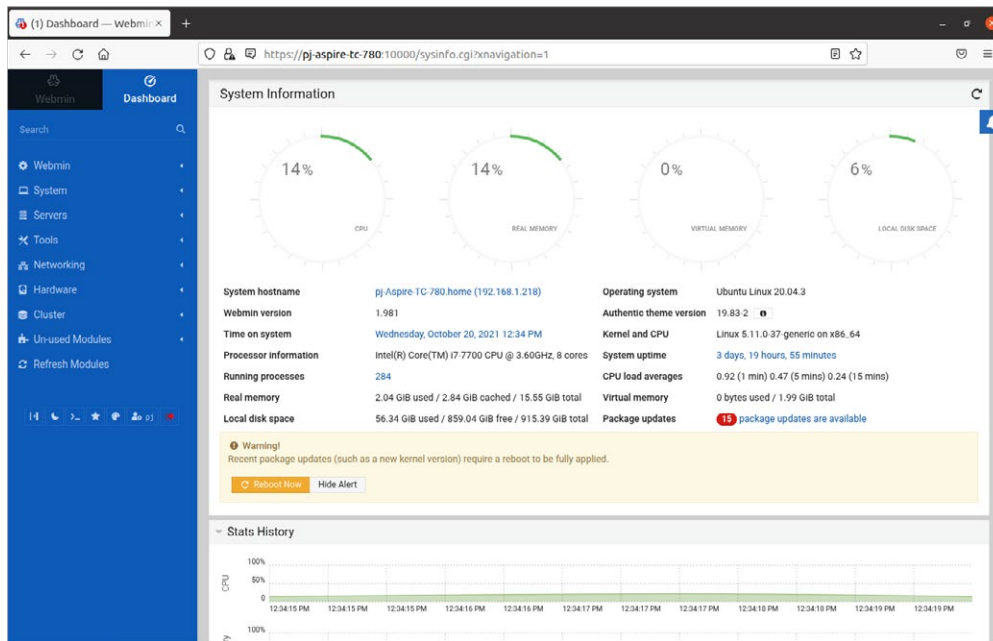 (1) Dashboard — Webmin
https://pj-aspire-tc-780:10000/sysinfo.cgi?xnavigation=1
Webmin
Dashboard
Search
Webmin
System
Servers
Tools
Networking
Hardware
Cluster
Un-used Modules
Refresh Modules
pj
System Information
14%
CPU
14%
REAL MEMORY
0%
VIRTUAL MEMORY
6%
LOCAL DISK SPACE
System hostname pj-Aspire-TC-780.home (192.168.1.218) Operating system Ubuntu Linux 20.04.3
Webmin version 1.981 Authentic theme version 19.83-2
Time on system Wednesday, October 20, 2021 12:34 PM Kernel and CPU Linux 5.11.0-37-generic on x86_64
Processor information Intel(R) Core(TM) i7-7700 CPU @ 3.60GHz, 8 cores System uptime 3 days, 19 hours, 55 minutes
Running processes 284 CPU load averages 0.92 (1 min) 0.47 (5 mins) 0.24 (15 mins)
Real memory 2.04 GiB used / 2.84 GiB cached / 15.55 GiB total Virtual memory 0 bytes used / 1.99 GiB total
Local disk space 56.34 GiB used / 859.04 GiB free / 915.39 GiB total Package updates 15 package updates are available
Warning!
Recent package updates (such as a new kernel version) require a reboot to be fully applied.
Reboot Now Hide Alert
Stats History
CPU
100%
50%
0
12:34:15 PM 12:34:15 PM 12:34:15 PM 12:34:16 PM 12:34:16 PM 12:34:17 PM 12:34:17 PM 12:34:17 PM 12:34:18 PM 12:34:18 PM 12:34:19 PM 12:34:19 PM
100%